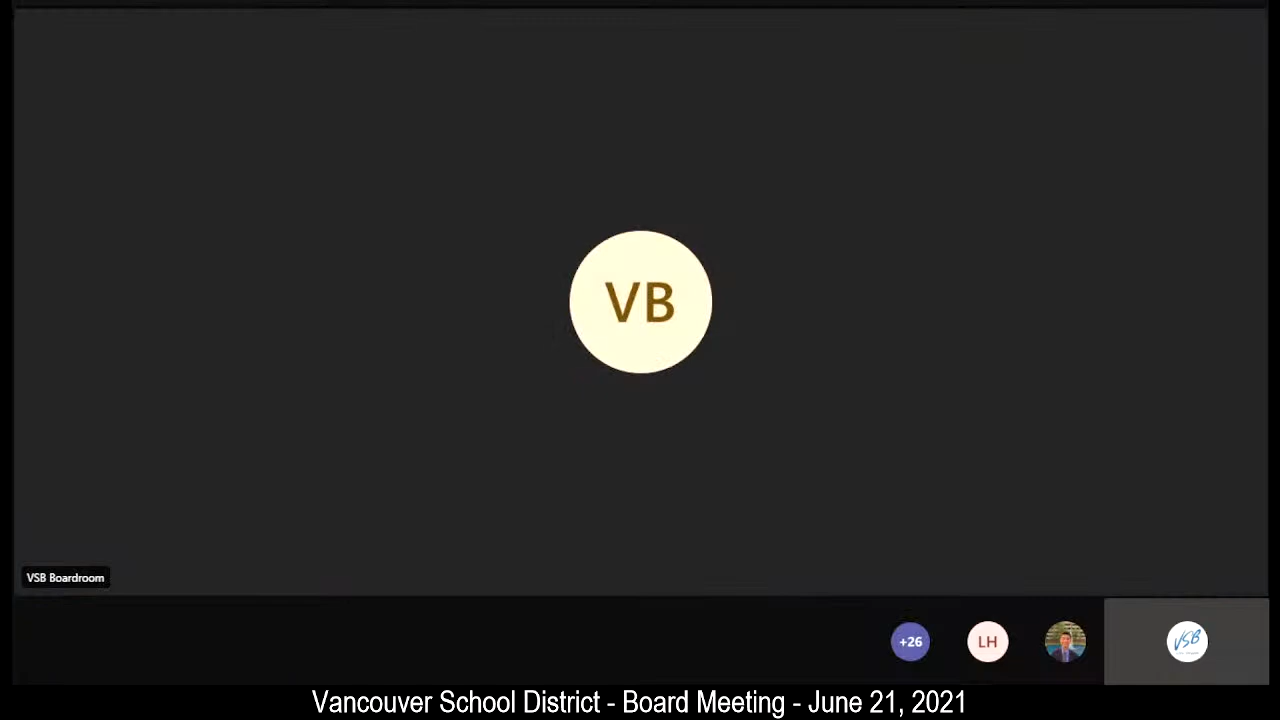 VB
VSB Boardroom
+26
LH
VSB
Vancouver School District - Board Meeting - June 21, 2021